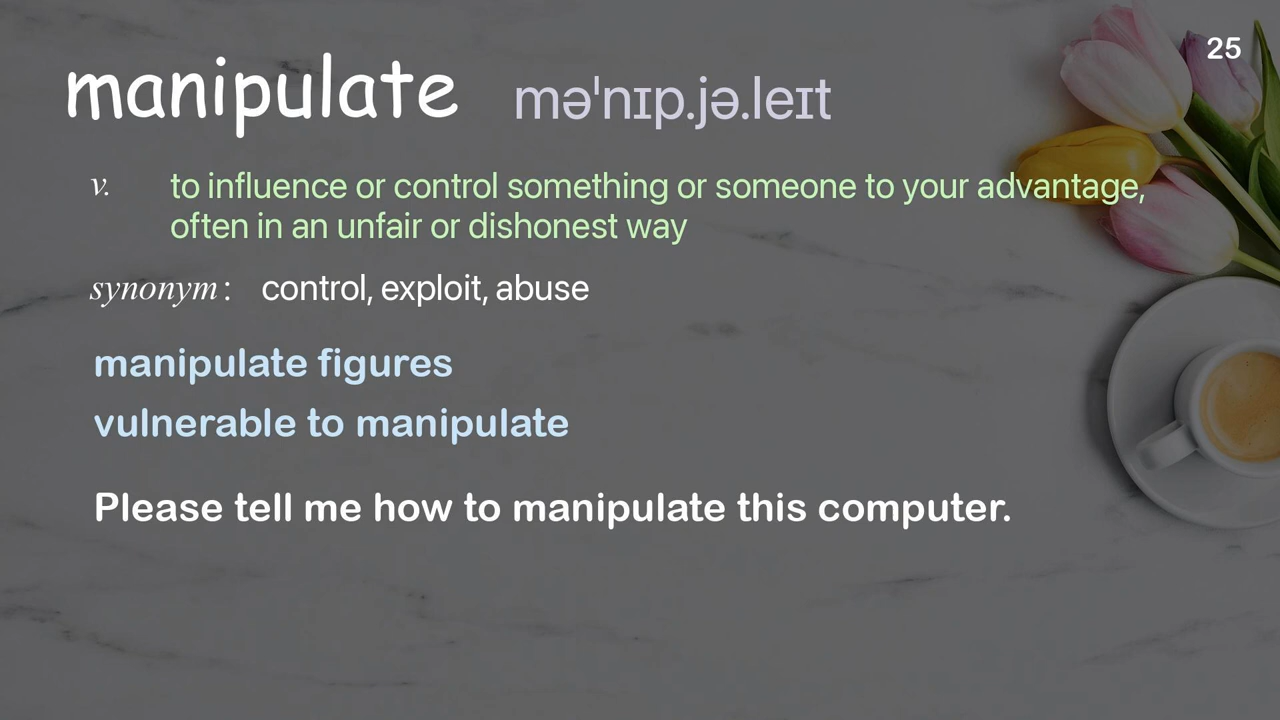 25
manipulate məˈnɪp.jə.leɪt
v. to influence or control something or someone to your advantage,
often in an unfair or dishonest way
synonym: control, exploit, abuse
manipulate figures
vulnerable to manipulate
Please tell me how to manipulate this computer.